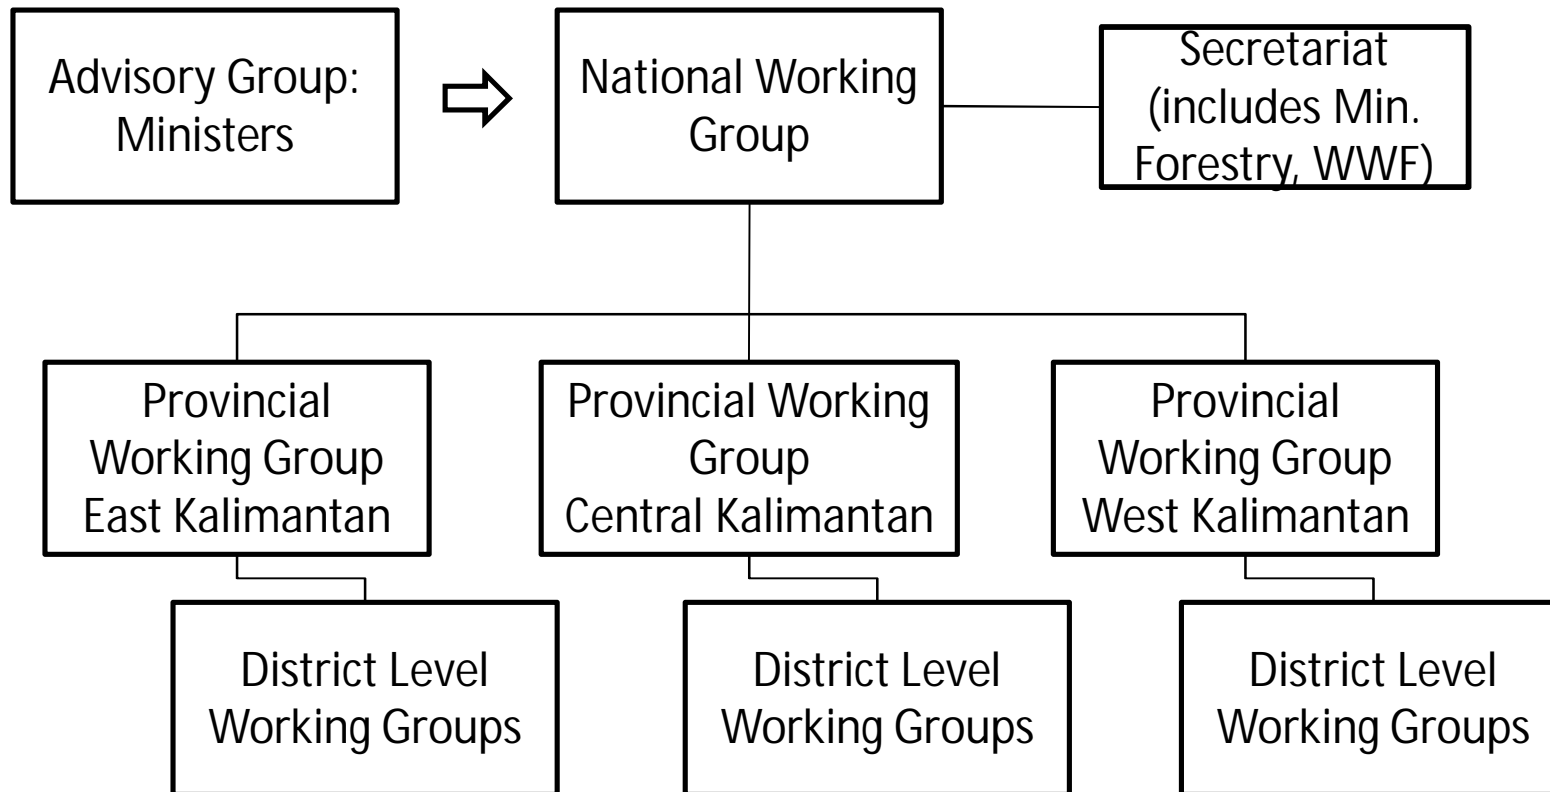 Advisory Group:
Ministers
National Working
Group
Secretariat
(includes Min.
Forestry, WWF)
Provincial
Working Group
East Kalimantan
Provincial Working
Group
Central Kalimantan
Provincial
Working Group
West Kalimantan
District Level
Working Groups
District Level
Working Groups
District Level
Working Groups